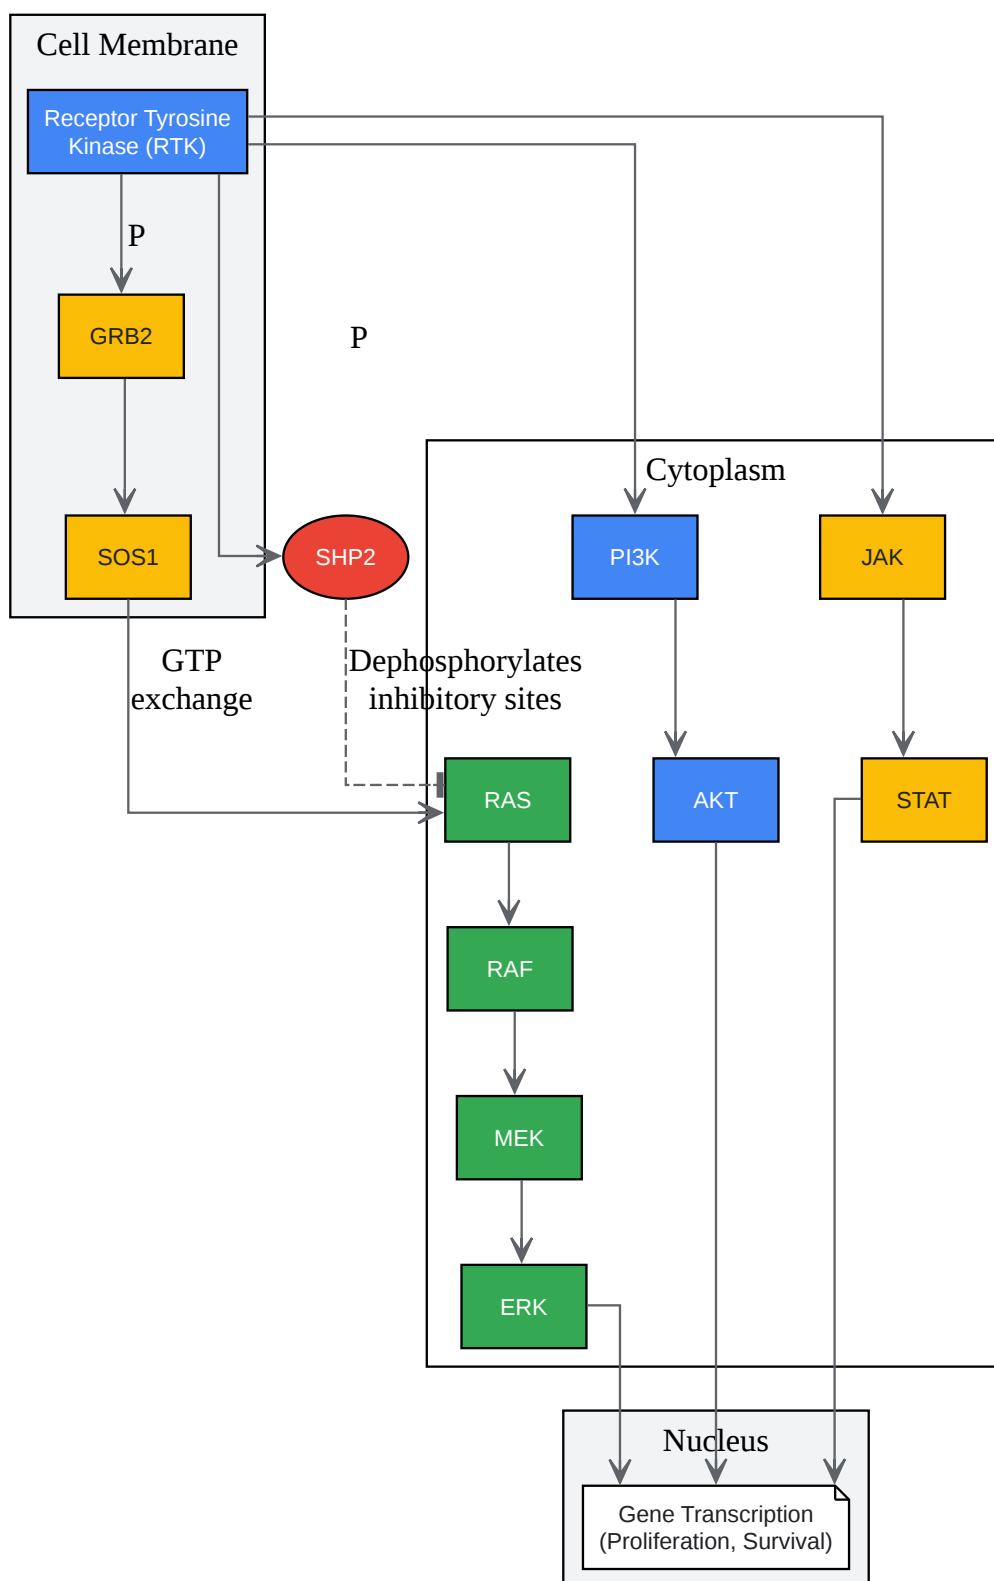 Cell Membrane
Receptor Tyrosine
Kinase (RTK)
P
GRB2
P
Cytoplasm
SOS1
SHP2
PI3K
JAK
GTP
exchange
Dephosphorylates
inhibitory sites
RAS
AKT
STAT
RAF
MEK
ERK
Nucleus
Gene Transcription
(Proliferation, Survival)